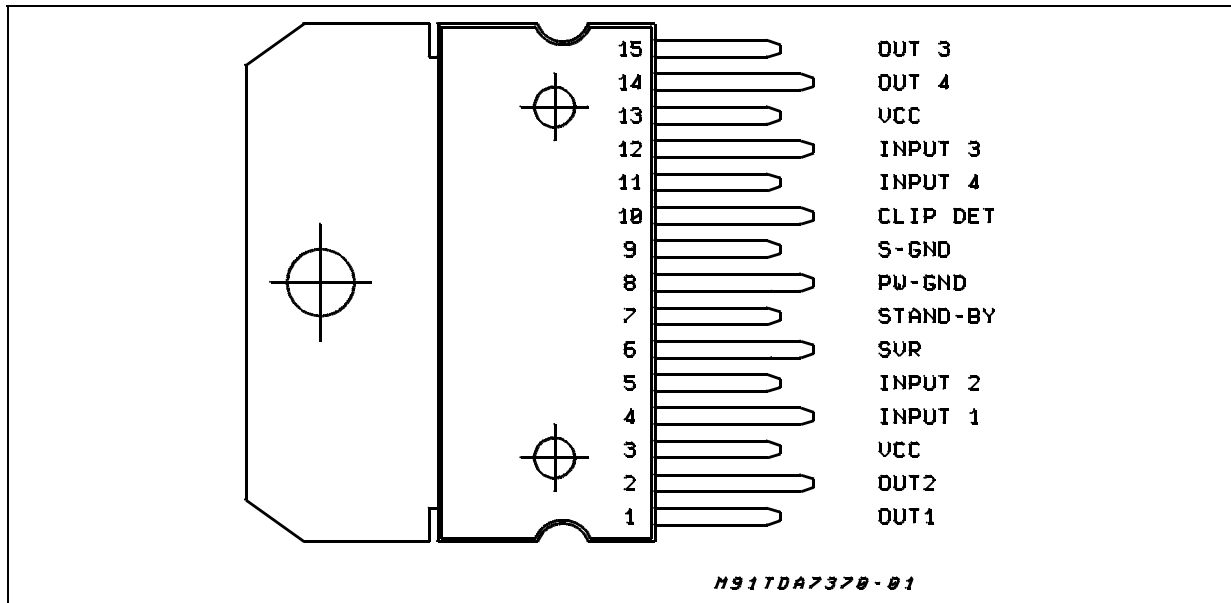 15 OUT 3
14 OUT 4
13 VCC
12 INPUT 3
11 INPUT 4
10 CLIP DET
9 S-GND
8 PW-GND
7 STAND-BY
6 SVR
5 INPUT 2
4 INPUT 1
3 VCC
2 OUT2
1 OUT1
M91TDA7370-01